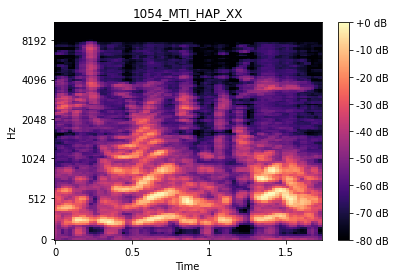 1054_MTI_HAP_XX
+0 dB
8192
-10 dB
4096
-20 dB
-30 dB
2048
Hz
-40 dB
1024
-50 dB
512
-60 dB
-70 dB
0
-80 dB
0
0.5
1
1.5
Time